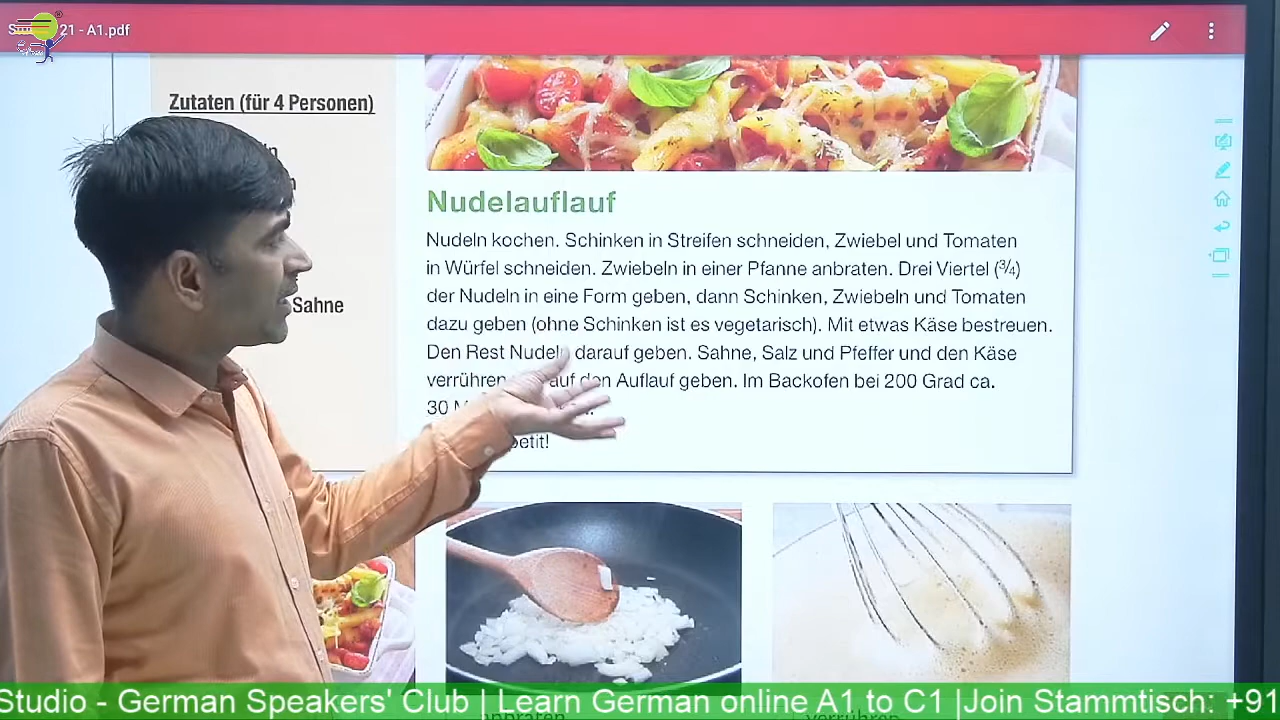 21 - A1.pdf
Zutaten (für 4 Personen)
Sahne
Nudelauflauf
Nudeln kochen. Schinken in Streifen schneiden, Zwiebel und Tomaten
in Würfel schneiden. Zwiebeln in einer Pfanne anbraten. Drei Viertel (¾)
der Nudeln in eine Form geben, dann Schinken, Zwiebeln und Tomaten
dazu geben (ohne Schinken ist es vegetarisch). Mit etwas Käse bestreuen.
Den Rest Nudeln darauf geben. Sahne, Salz und Pfeffer und den Käse
verrühren auf den Auflauf geben. Im Backofen bei 200 Grad ca.
30
anbraten
verrühren
Studio - German Speakers' Club | Learn German online A1 to C1 |Join Stammtisch: +91